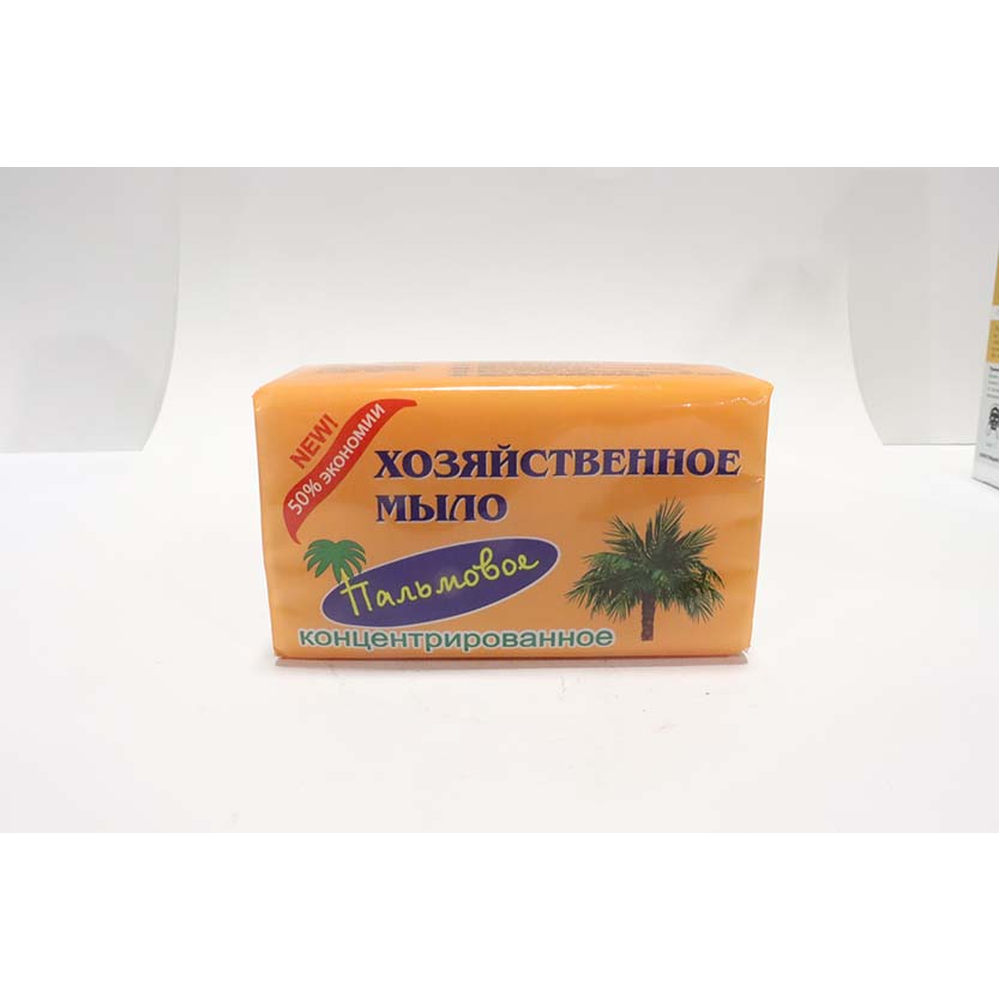 NEW!
50% ЭКОНОМИИ
ХОЗЯЙСТВЕННОЕ
МЫЛО
Пальмовое
концентрированное